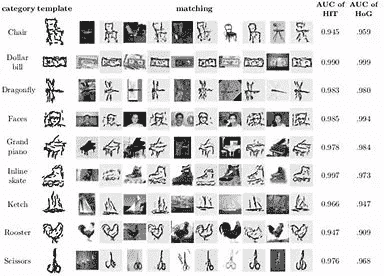 category template matching AUC of HIT AUC of HoG
Chair 0.945 .959
Dollar bill 0.990 .999
Dragonfly 0.983 .980
Faces 0.985 .994
Grand piano 0.978 .984
Inline skate 0.997 .973
Ketch 0.966 .947
Rooster 0.947 .909
Scissors 0.976 .968